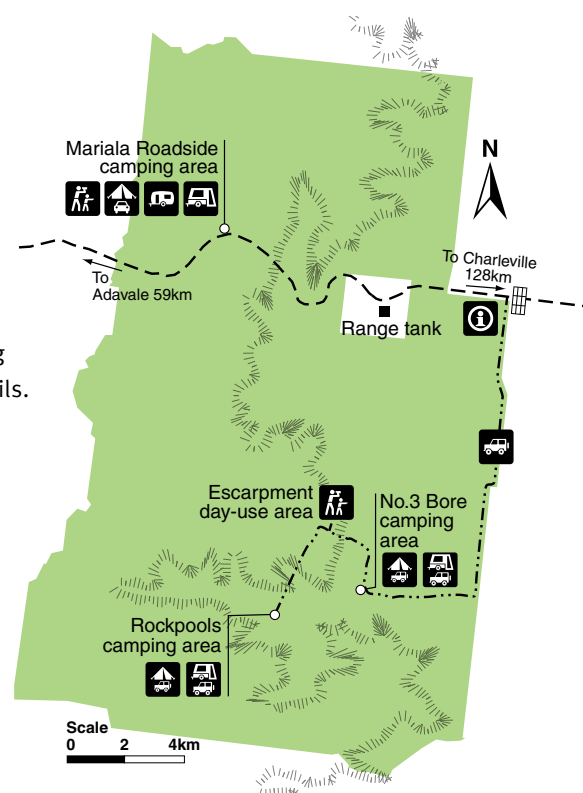 Mariala Roadside
camping area
N
To Charleville
128km
To
Adavale 59km
Range tank
g
ils.
Escarpment
day-use area
No.3 Bore
camping
area
Rockpools
camping area
Scale
0 2 4km